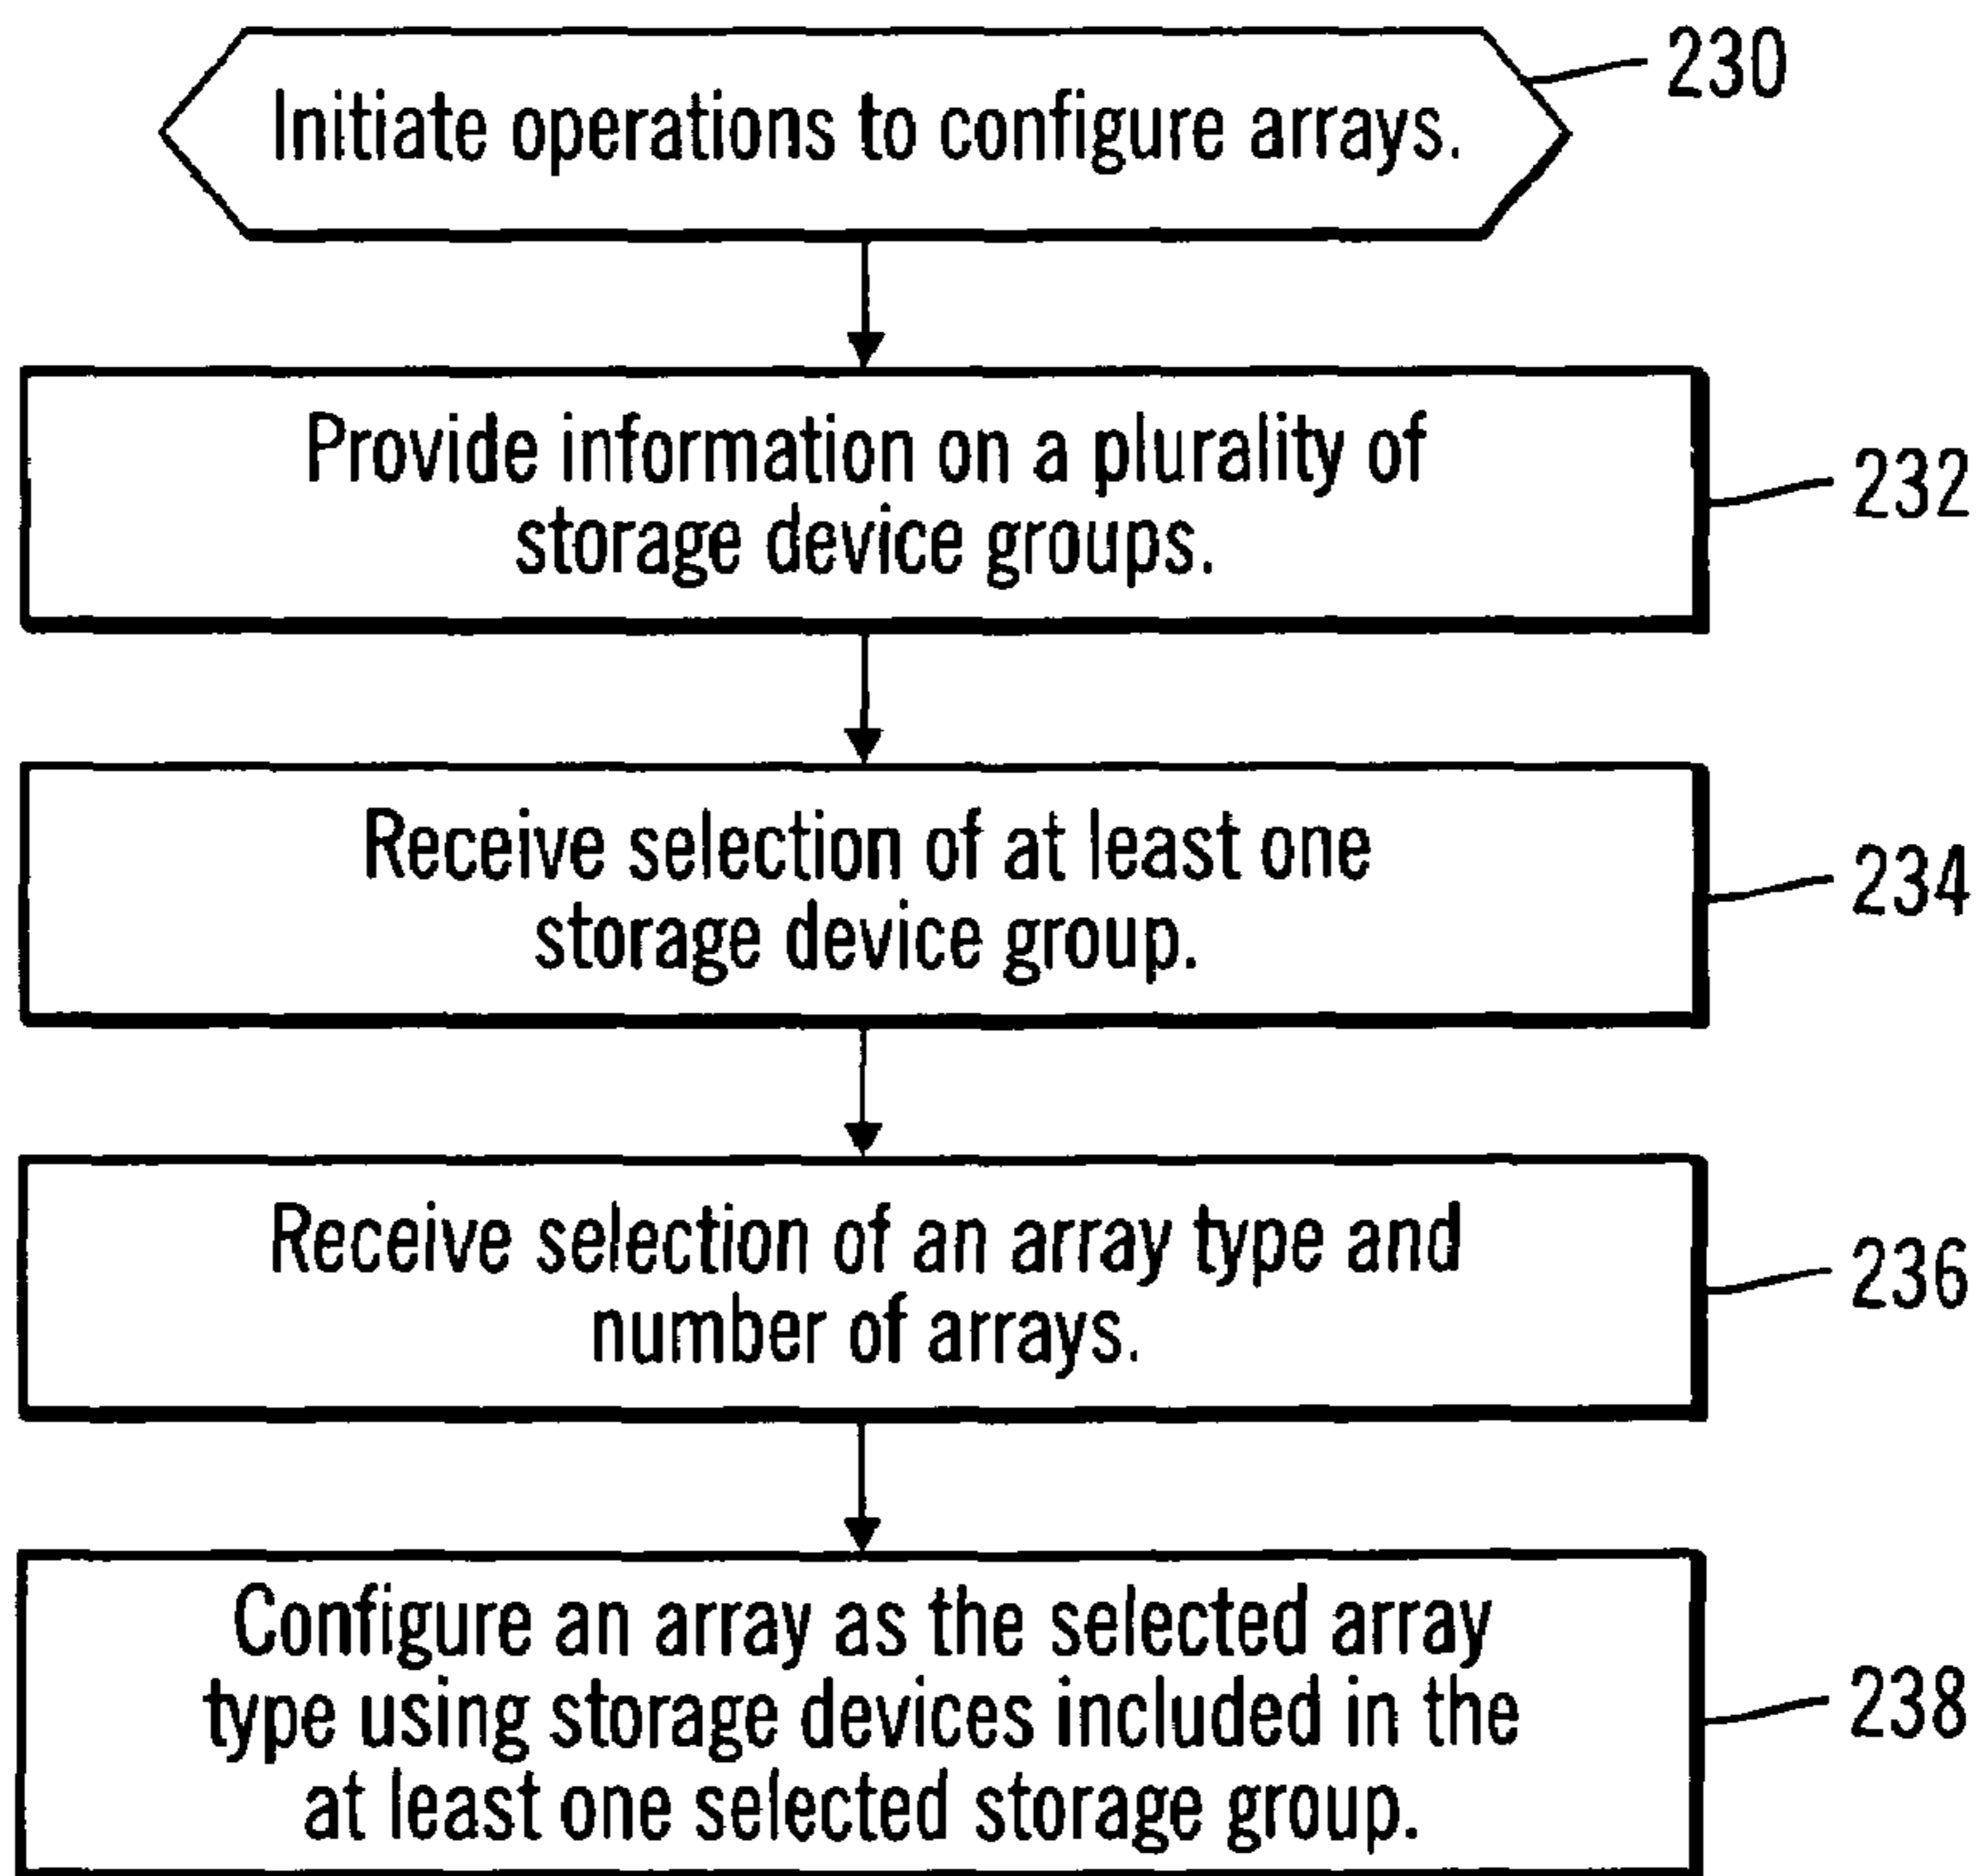 Initiate operations to configure arrays.
230
Provide information on a plurality of
storage device groups.
232
Receive selection of at least one
storage device group.
234
Receive selection of an array type and
number of arrays.
236
Configure an array as the selected array
type using storage devices included in the
at least one selected storage group.
238